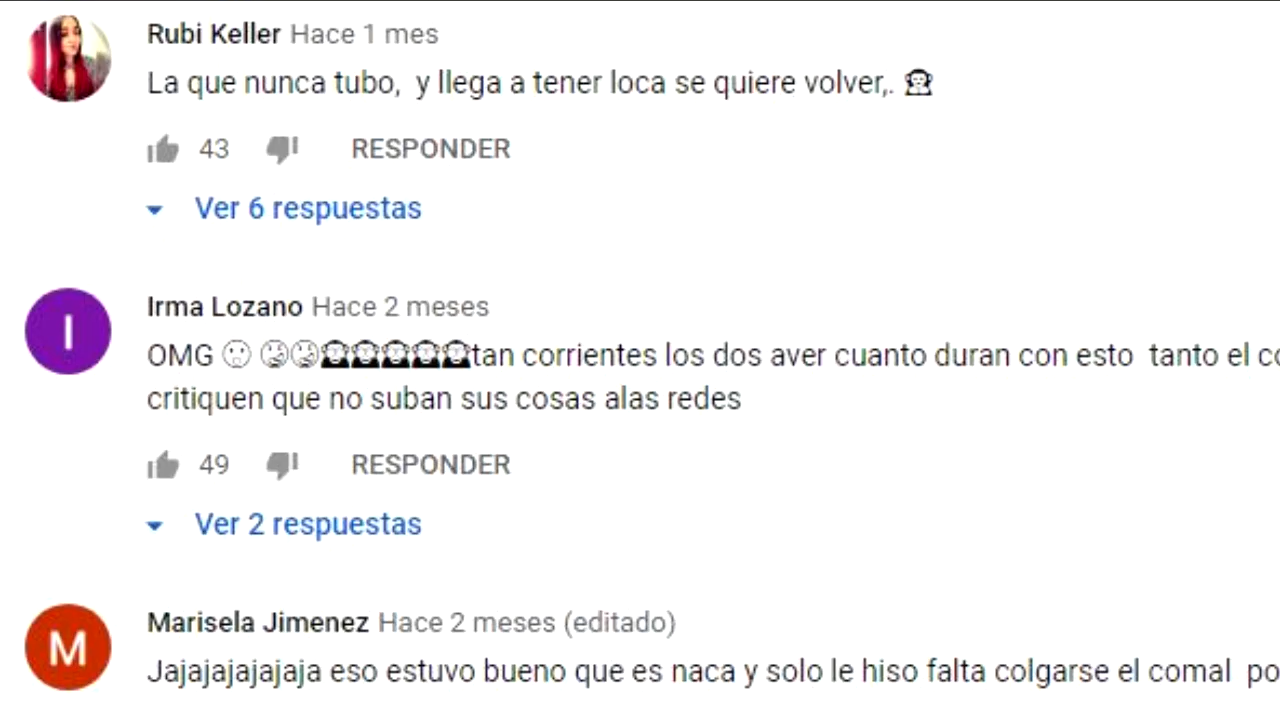 Rubi Keller Hace 1 mes
La que nunca tubo, y llega a tener loca se quiere volver,. 🤦
43 RESPONDER
Ver 6 respuestas
I
Irma Lozano Hace 2 meses
OMG tan corrientes los dos aver cuanto duran con esto tanto el
critiquen que no suban sus cosas alas redes
49 RESPONDER
Ver 2 respuestas
M
Marisela Jimenez Hace 2 meses (editado)
Jajajajajajaja eso estuvo bueno que es naca y solo le hiso falta colgarse el comal